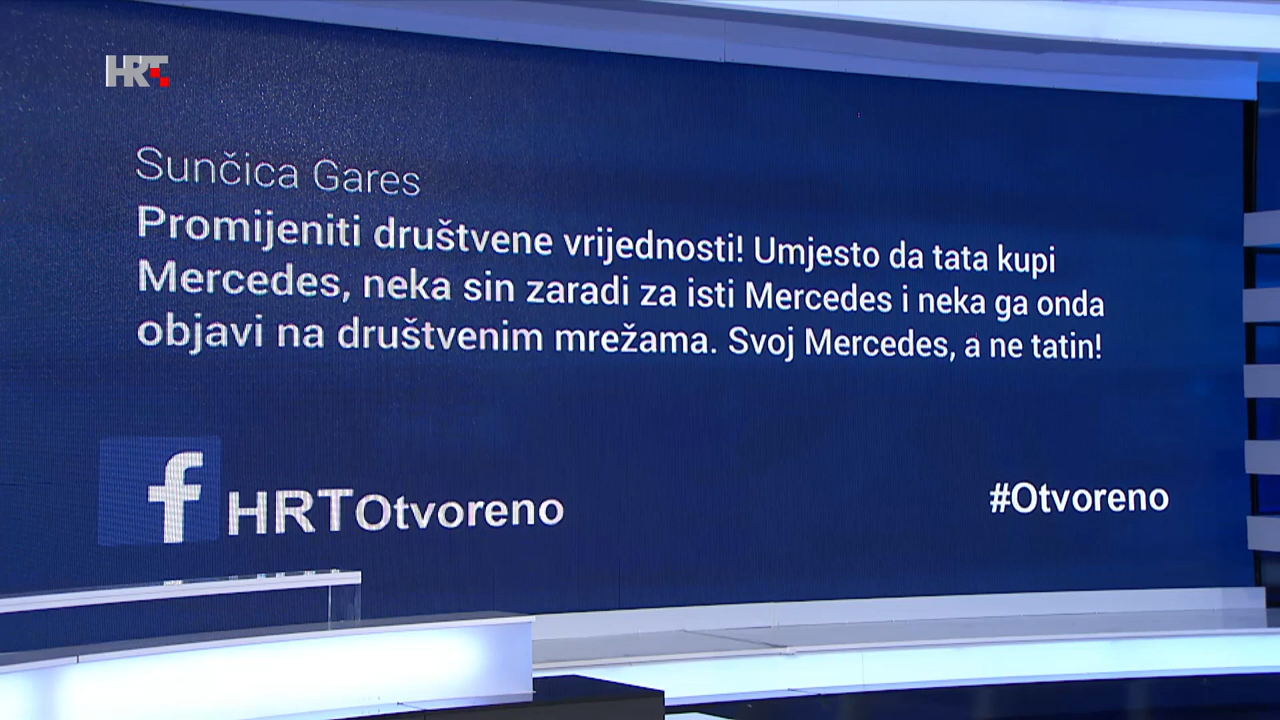 HRT
Sunčica Gares
Promijeniti društvene vrijednosti! Umjesto da tata kupi
Mercedes, neka sin zaradi za isti Mercedes i neka ga onda
objavi na društvenim mrežama. Svoj Mercedes, a ne tatin!
f HRTOtvoreno
#Otvoreno